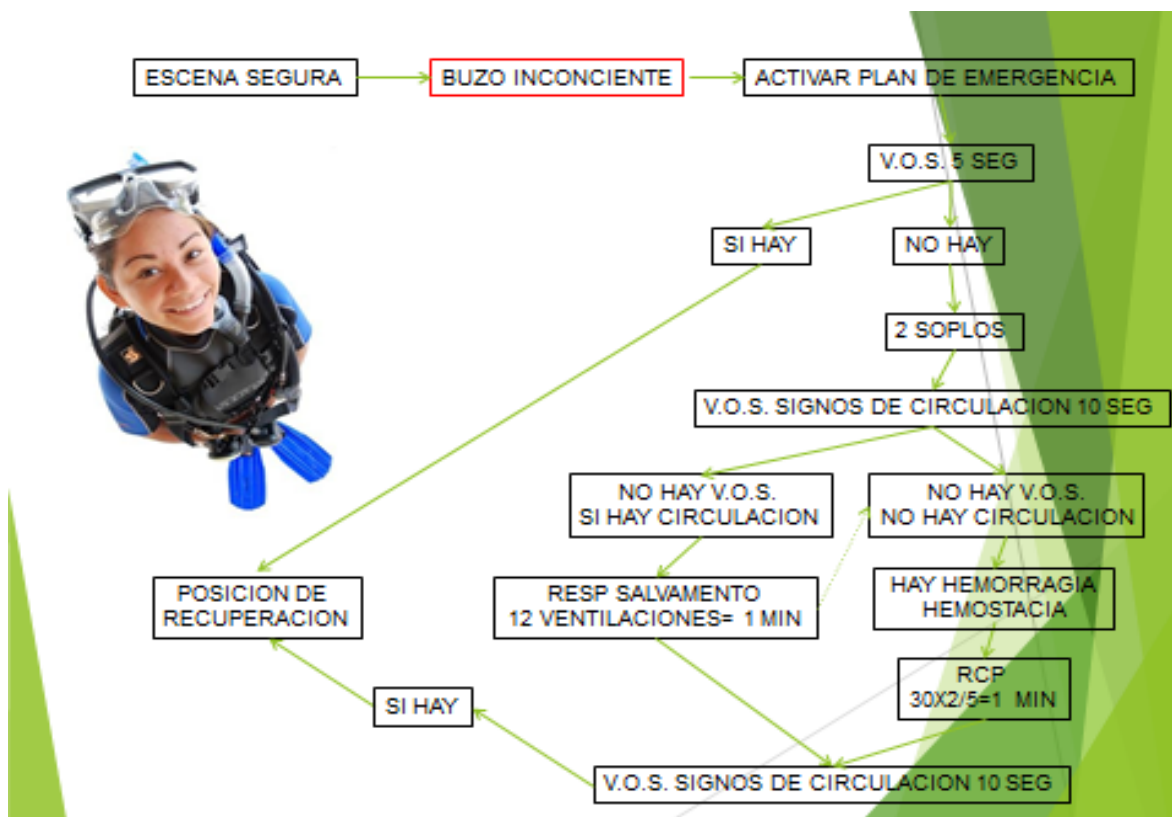 ESCENA SEGURA
BUZO INCONCIENTE
ACTIVAR PLAN DE EMERGENCIA
V.O.S. 5 SEG
SI HAY
NO HAY
2 SOPLOS
V.O.S. SIGNOS DE CIRCULACION 10 SEG
NO HAY V.O.S.
SI HAY CIRCULACION
NO HAY V.O.S.
NO HAY CIRCULACION
POSICION DE
RECUPERACION
RESP SALVAMENTO
12 VENTILACIONES= 1 MIN
HAY HEMORRAGIA
HEMOSTACIA
RCP
30X2/5=1 MIN
SI HAY
V.O.S. SIGNOS DE CIRCULACION 10 SEG